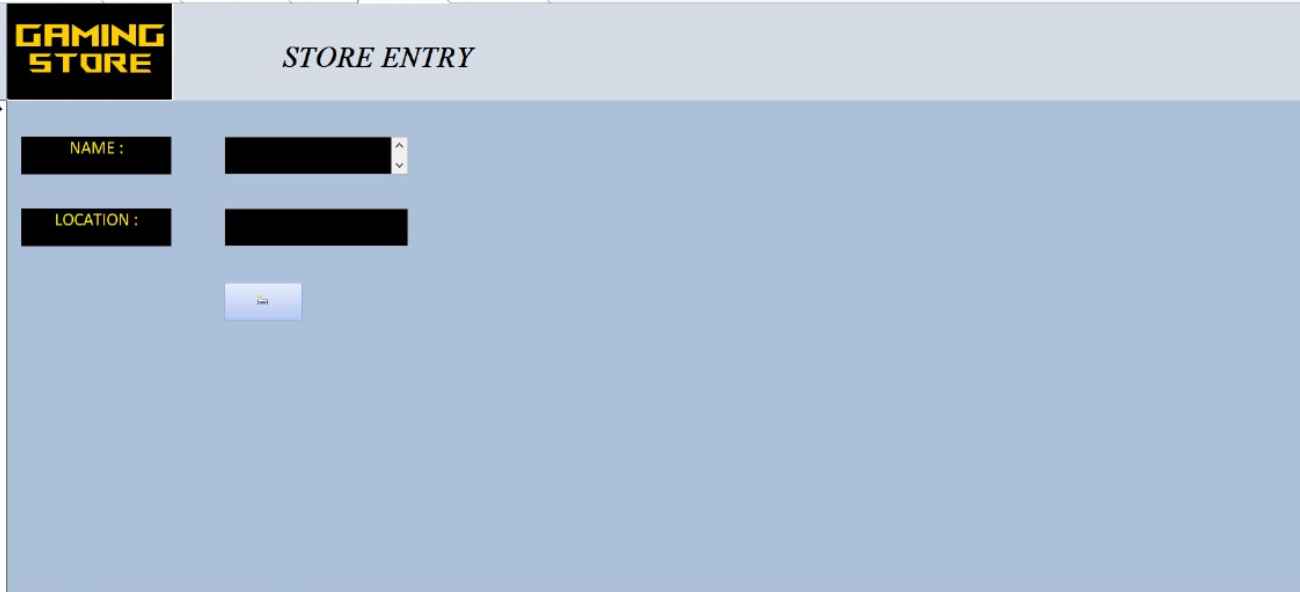 GAMING
STORE
STORE ENTRY
NAME :
LOCATION :